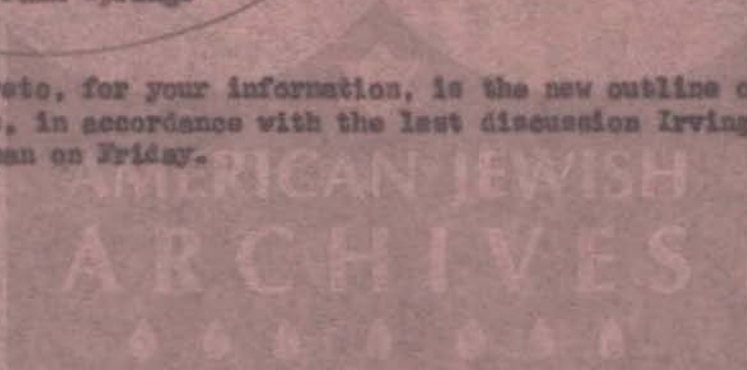 for your information, is the new outline
in accordance with the last discussion Irving
on Friday.
AMERICAN JEWISH
ARCHIVES